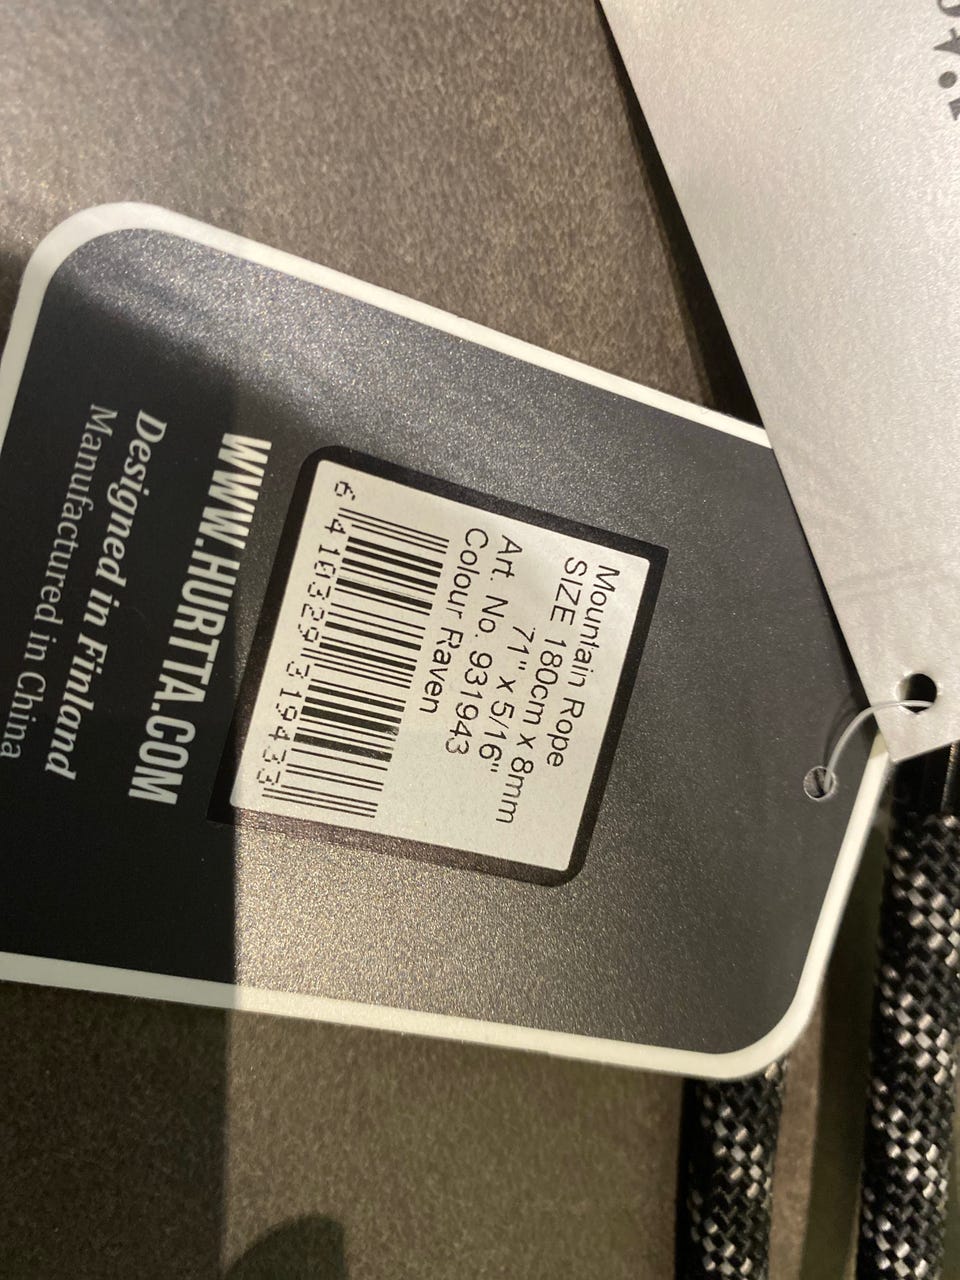 Mountain Rope
SIZE 180cm x 8mm
71" x 5/16"
Art. No. 931943
Colour Raven
6 410329 319433
WWW.HURTTA.COM
Designed in Finland
Manufactured in China